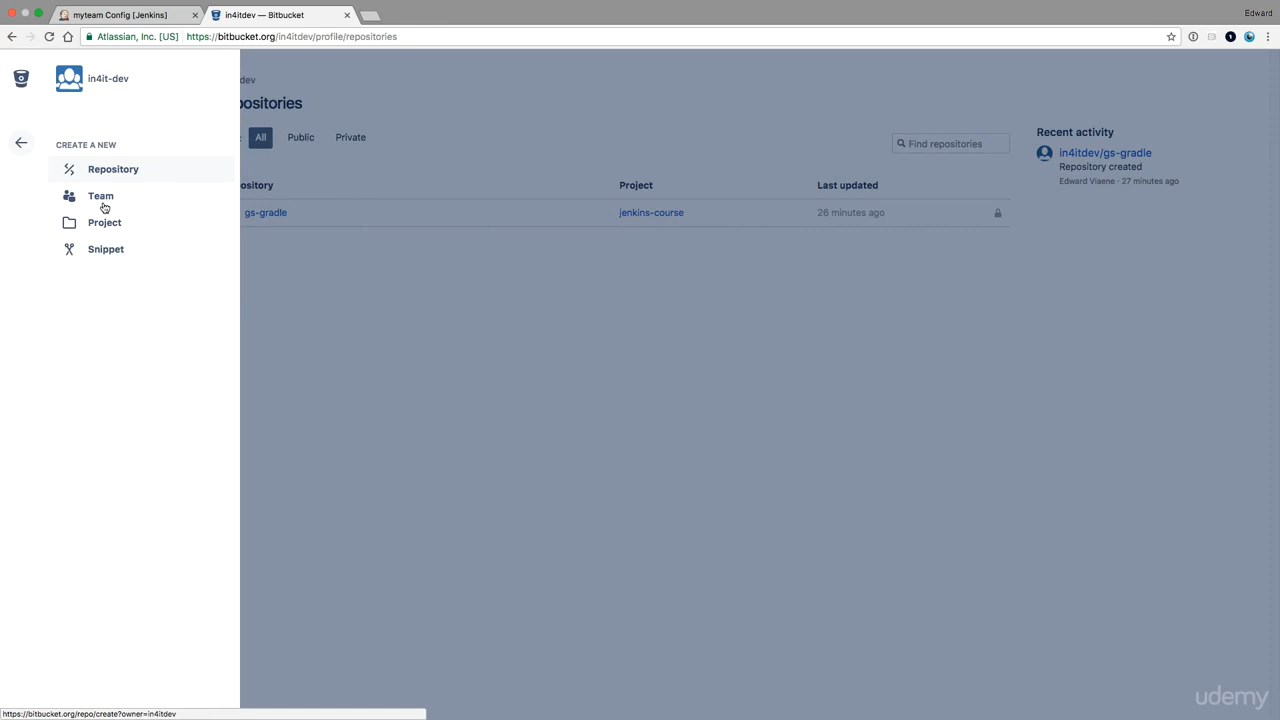 myteam Config [Jenkins]
in4itdev — Bitbucket
Edward
Atlassian, Inc. [US]
https://bitbucket.org/in4itdev/profile/repositories
in4it-dev
dev
positories
CREATE A NEW
Repository
Team
Project
Snippet
All
Public
Private
Find repositories
ository
Project
Last updated
gs-gradle
jenkins-course
26 minutes ago
Recent activity
in4itdev/gs-gradle
Repository created
Edward Viaene · 27 minutes ago
https://bitbucket.org/repo/create?owner=in4itdev
udemy